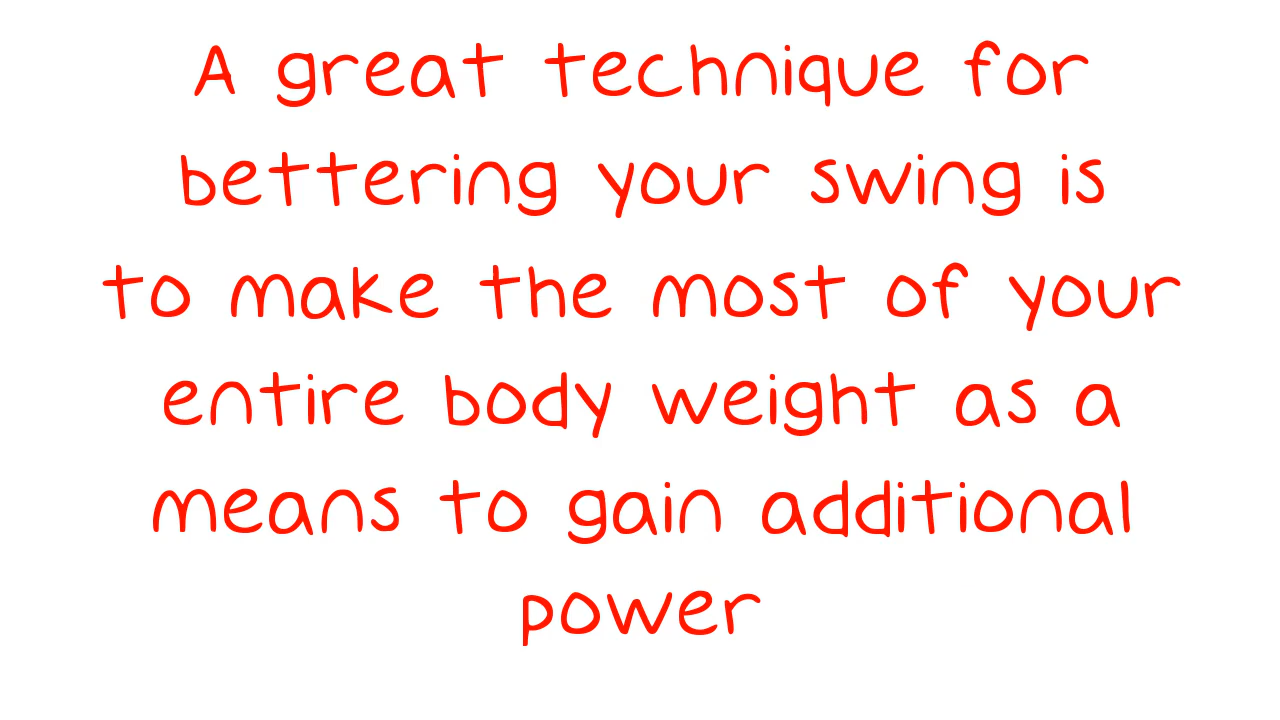 A great technique for
bettering your swing is
to make the most of your
entire body weight as a
means to gain additional
power